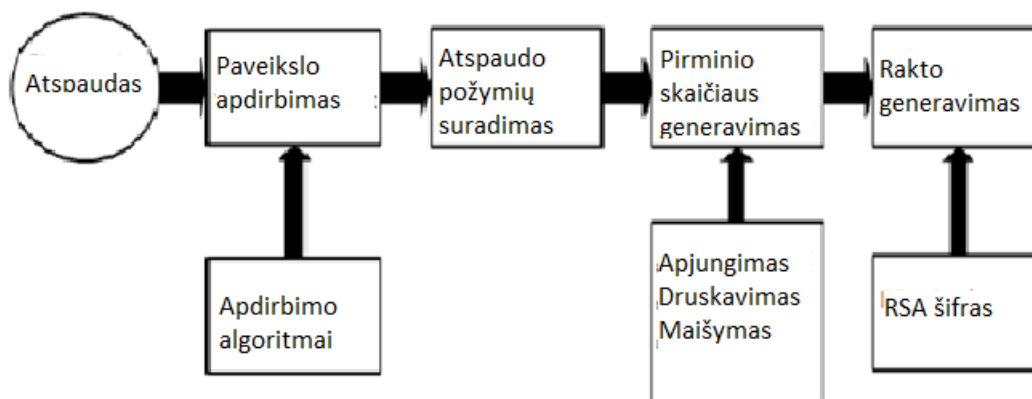 Atspaudas
Paveikslo
apdirbimas
Atspaudo
požymių
suradimas
Pirminio
skaičiaus
generavimas
Rakto
generavimas
Apdirbimo
algoritmai
Apjungimas
Druskavimas
Maišymas
RSA šifras